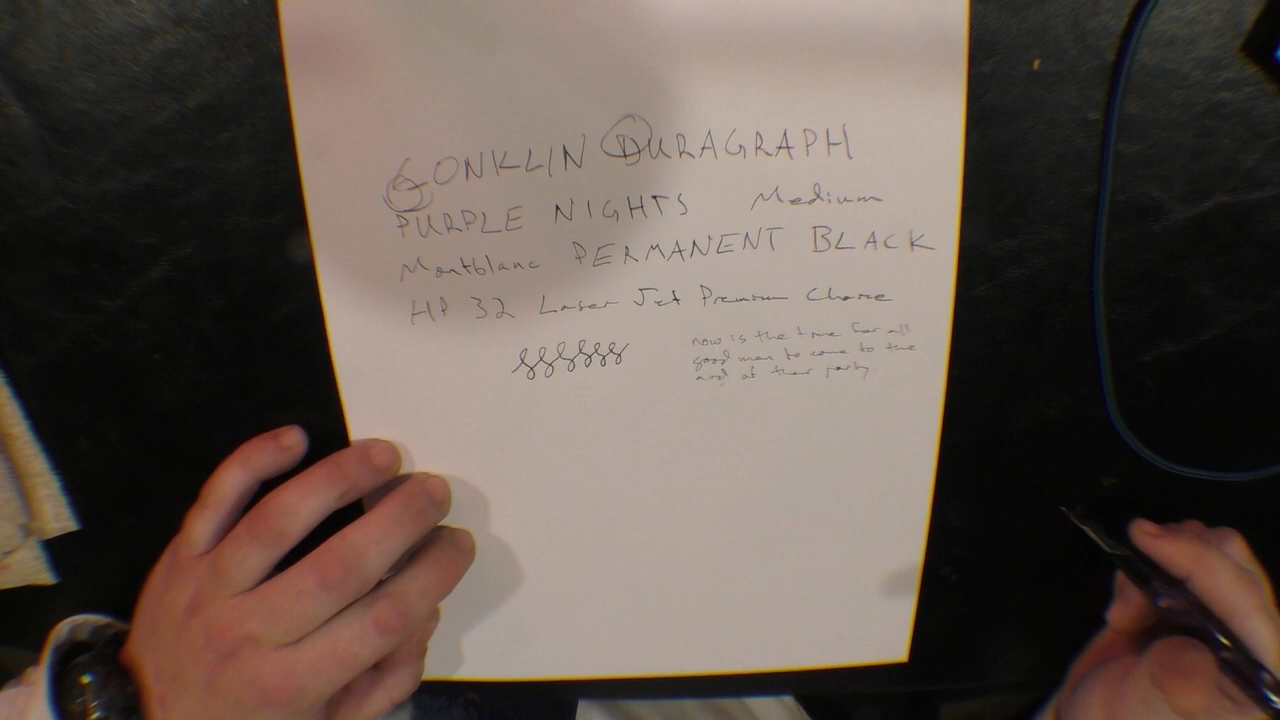 CONKLIN DURAGRAPH
PURPLE NIGHTS Medium
Montblanc PERMANENT BLACK
HP 32 Laser Jet Premium Choice
now is the time for all
good men to come to the
aid of their party.